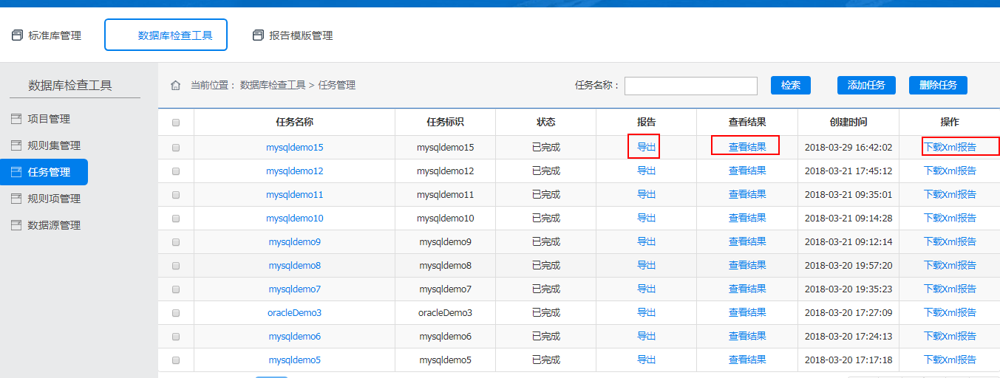 标准库管理 数据库检查工具 报告模版管理
数据库检查工具
项目管理
规则集管理
任务管理
规则项管理
数据源管理
当前位置： 数据库检查工具 > 任务管理 任务名称： 检索 添加任务 删除任务
任务名称 任务标识 状态 报告 查看结果 创建时间 操作
mysqldemo15 mysqldemo15 已完成 导出 查看结果 2018-03-29 16:42:02 下载Xml报告
mysqldemo12 mysqldemo12 已完成 导出 查看结果 2018-03-21 17:45:12 下载Xml报告
mysqldemo11 mysqldemo11 已完成 导出 查看结果 2018-03-21 09:35:01 下载Xml报告
mysqldemo10 mysqldemo10 已完成 导出 查看结果 2018-03-21 09:14:28 下载Xml报告
mysqldemo9 mysqldemo9 已完成 导出 查看结果 2018-03-21 09:12:14 下载Xml报告
mysqldemo8 mysqldemo8 已完成 导出 查看结果 2018-03-20 19:57:20 下载Xml报告
mysqldemo7 mysqldemo7 已完成 导出 查看结果 2018-03-20 19:35:23 下载Xml报告
oracleDemo3 oracleDemo3 已完成 导出 查看结果 2018-03-20 17:27:09 下载Xml报告
mysqldemo6 mysqldemo6 已完成 导出 查看结果 2018-03-20 17:24:13 下载Xml报告
mysqldemo5 mysqldemo5 已完成 导出 查看结果 2018-03-20 17:17:18 下载Xml报告